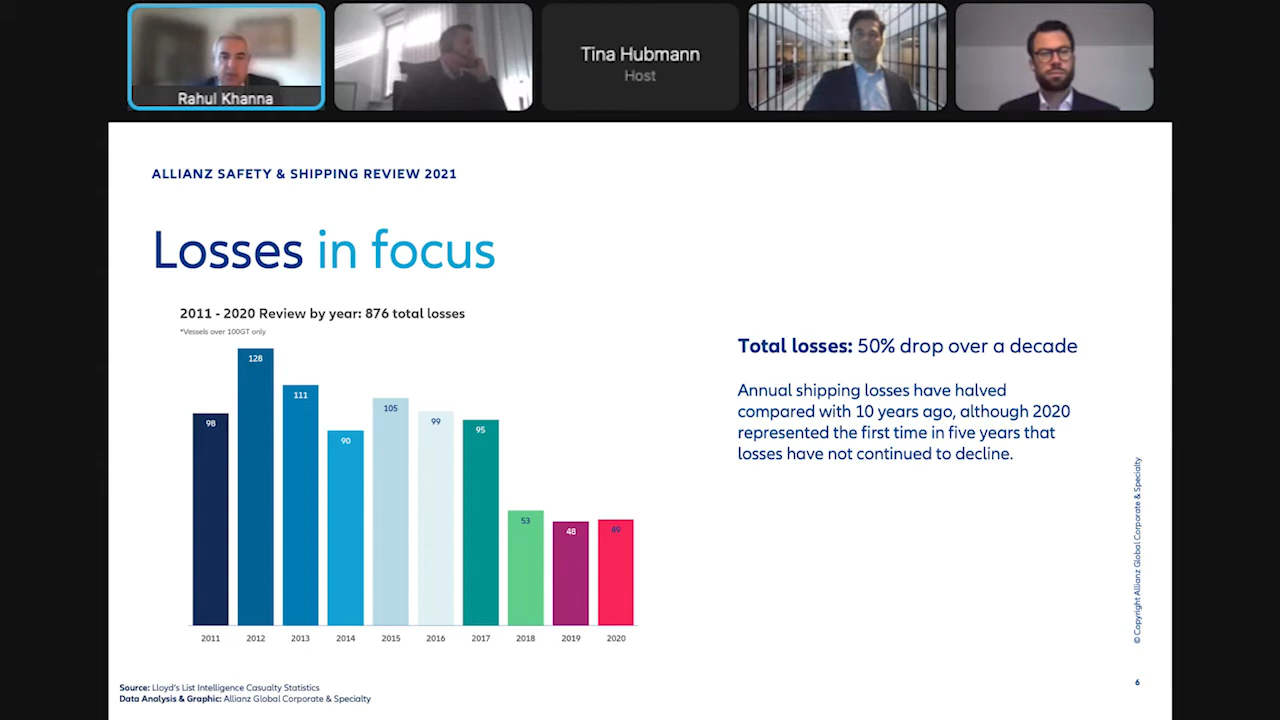 Rahul Khanna
Tina Hubmann
Host
ALLIANZ SAFETY & SHIPPING REVIEW 2021
Losses in focus
2011 - 2020 Review by year: 876 total losses
*Vessels over 100GT only
128
111
105
98
99
95
90
53
48
49
2011 2012 2013 2014 2015 2016 2017 2018 2019 2020
Total losses: 50% drop over a decade
Annual shipping losses have halved
compared with 10 years ago, although 2020
represented the first time in five years that
losses have not continued to decline.
© Copyright Allianz Global Corporate & Specialty
6
Source: Lloyd's List Intelligence Casualty Statistics
Data Analysis & Graphic: Allianz Global Corporate & Specialty